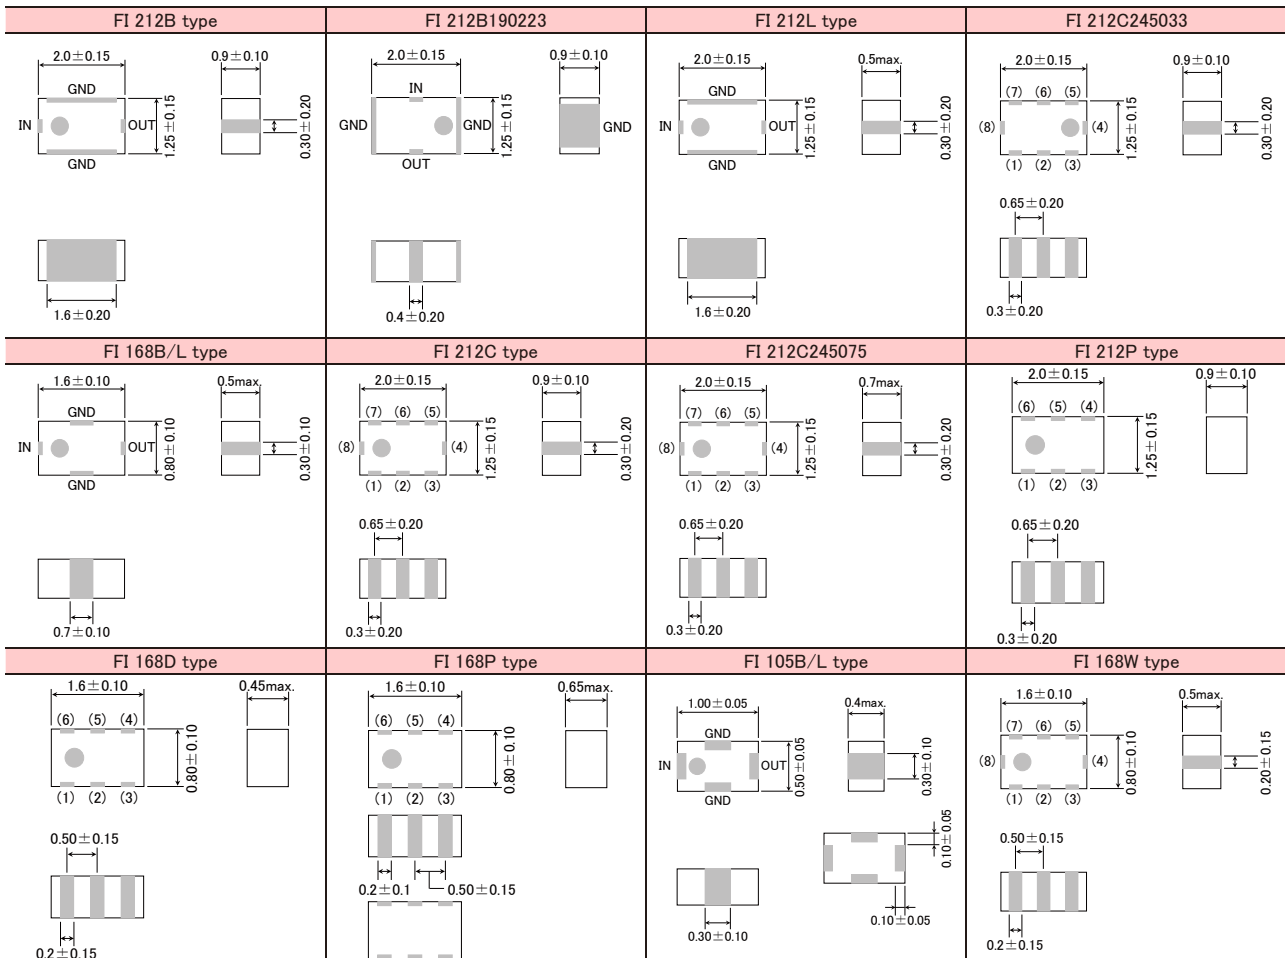 FI 212B type
2.0±0.15
0.9±0.10
GND
IN
OUT
GND
1.25±0.15
0.30±0.20
1.6±0.20
FI 212B190223
2.0±0.15
0.9±0.10
IN
GND
GND
OUT
1.25±0.15
GND
0.4±0.20
FI 212L type
2.0±0.15
0.5max.
GND
IN
OUT
GND
1.25±0.15
0.30±0.20
1.6±0.20
FI 212C245033
2.0±0.15
0.9±0.10
(7) (6) (5)
(8)
(4)
(1) (2) (3)
1.25±0.15
0.30±0.20
0.65±0.20
0.3±0.20
FI 168B/L type
1.6±0.10
0.5max.
GND
IN
OUT
GND
0.80±0.10
0.30±0.10
0.7±0.10
FI 212C type
2.0±0.15
0.9±0.10
(7) (6) (5)
(8)
(4)
(1) (2) (3)
1.25±0.15
0.30±0.20
0.65±0.20
0.3±0.20
FI 212C245075
2.0±0.15
0.7max.
(7) (6) (5)
(8)
(4)
(1) (2) (3)
1.25±0.15
0.30±0.20
0.65±0.20
0.3±0.20
FI 212P type
2.0±0.15
0.9±0.10
(6) (5) (4)
(1) (2) (3)
1.25±0.15
0.65±0.20
0.3±0.20
FI 168D type
1.6±0.10
0.45max.
(6) (5) (4)
(1) (2) (3)
0.80±0.10
0.50±0.15
0.2±0.15
FI 168P type
1.6±0.10
0.65max.
(6) (5) (4)
(1) (2) (3)
0.80±0.10
0.2±0.1
0.50±0.15
FI 105B/L type
1.00±0.05
0.4max.
GND
IN
OUT
GND
0.50±0.05
0.30±0.10
0.10±0.05
0.10±0.05
0.30±0.10
FI 168W type
1.6±0.10
0.5max.
(7) (6) (5)
(8)
(4)
(1) (2) (3)
0.80±0.10
0.20±0.15
0.50±0.15
0.2±0.15